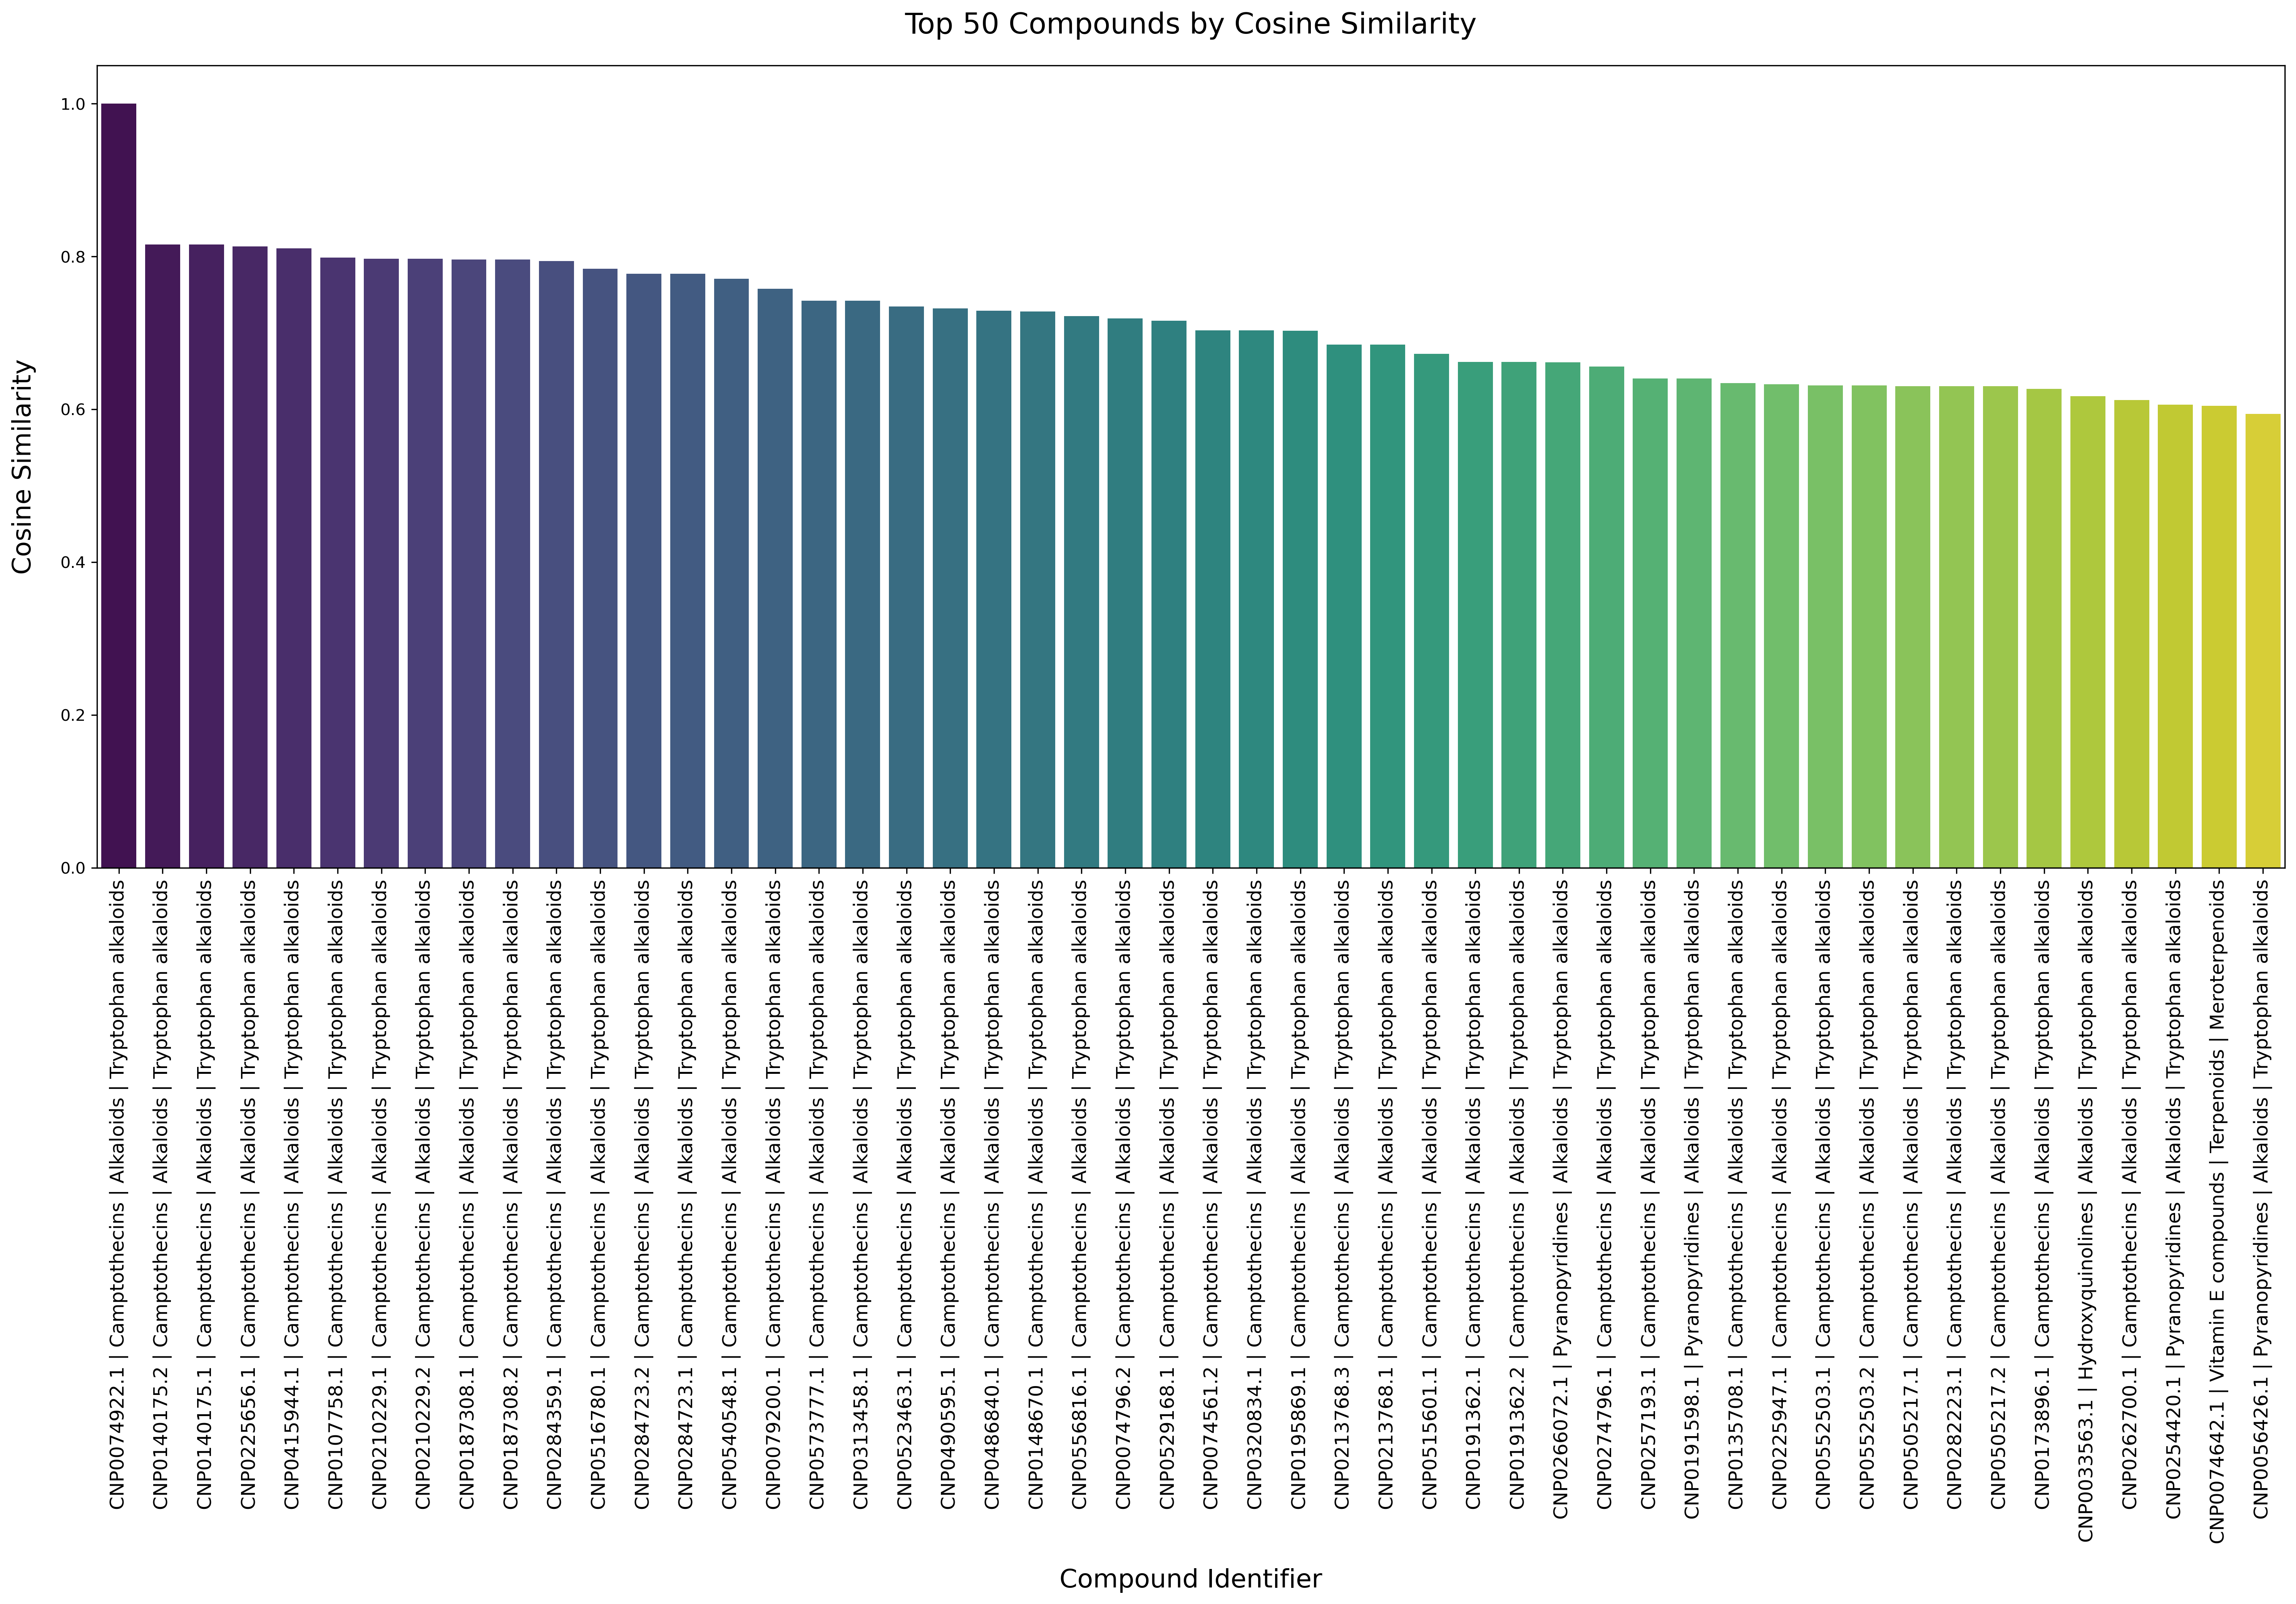 Top 50 Compounds by Cosine Similarity
Cosine Similarity
1.0
0.8
0.6
0.4
0.2
0.0
CNP0074922.1 | Camptothecins | Alkaloids | Tryptophan alkaloids
CNP0140175.2 | Camptothecins | Alkaloids | Tryptophan alkaloids
CNP0140175.1 | Camptothecins | Alkaloids | Tryptophan alkaloids
CNP0225656.1 | Camptothecins | Alkaloids | Tryptophan alkaloids
CNP0415944.1 | Camptothecins | Alkaloids | Tryptophan alkaloids
CNP0107758.1 | Camptothecins | Alkaloids | Tryptophan alkaloids
CNP0210229.1 | Camptothecins | Alkaloids | Tryptophan alkaloids
CNP0210229.2 | Camptothecins | Alkaloids | Tryptophan alkaloids
CNP0187308.1 | Camptothecins | Alkaloids | Tryptophan alkaloids
CNP0187308.2 | Camptothecins | Alkaloids | Tryptophan alkaloids
CNP0284359.1 | Camptothecins | Alkaloids | Tryptophan alkaloids
CNP0516780.1 | Camptothecins | Alkaloids | Tryptophan alkaloids
CNP0284723.2 | Camptothecins | Alkaloids | Tryptophan alkaloids
CNP0284723.1 | Camptothecins | Alkaloids | Tryptophan alkaloids
CNP0540548.1 | Camptothecins | Alkaloids | Tryptophan alkaloids
CNP0079200.1 | Camptothecins | Alkaloids | Tryptophan alkaloids
CNP0573777.1 | Camptothecins | Alkaloids | Tryptophan alkaloids
CNP0313458.1 | Camptothecins | Alkaloids | Tryptophan alkaloids
CNP0523463.1 | Camptothecins | Alkaloids | Tryptophan alkaloids
CNP0490595.1 | Camptothecins | Alkaloids | Tryptophan alkaloids
CNP0486840.1 | Camptothecins | Alkaloids | Tryptophan alkaloids
CNP0148670.1 | Camptothecins | Alkaloids | Tryptophan alkaloids
CNP0556816.1 | Camptothecins | Alkaloids | Tryptophan alkaloids
CNP0074796.2 | Camptothecins | Alkaloids | Tryptophan alkaloids
CNP0529168.1 | Camptothecins | Alkaloids | Tryptophan alkaloids
CNP0074561.2 | Camptothecins | Alkaloids | Tryptophan alkaloids
CNP0320834.1 | Camptothecins | Alkaloids | Tryptophan alkaloids
CNP0195869.1 | Camptothecins | Alkaloids | Tryptophan alkaloids
CNP0213768.3 | Camptothecins | Alkaloids | Tryptophan alkaloids
CNP0213768.1 | Camptothecins | Alkaloids | Tryptophan alkaloids
CNP0515601.1 | Camptothecins | Alkaloids | Tryptophan alkaloids
CNP0191362.1 | Camptothecins | Alkaloids | Tryptophan alkaloids
CNP0191362.2 | Camptothecins | Alkaloids | Tryptophan alkaloids
CNP0266072.1 | Pyranopyridines | Alkaloids | Tryptophan alkaloids
CNP0274796.1 | Camptothecins | Alkaloids | Tryptophan alkaloids
CNP0257193.1 | Camptothecins | Alkaloids | Tryptophan alkaloids
CNP0191598.1 | Pyranopyridines | Alkaloids | Tryptophan alkaloids
CNP0135708.1 | Camptothecins | Alkaloids | Tryptophan alkaloids
CNP0225947.1 | Camptothecins | Alkaloids | Tryptophan alkaloids
CNP0552503.1 | Camptothecins | Alkaloids | Tryptophan alkaloids
CNP0552503.2 | Camptothecins | Alkaloids | Tryptophan alkaloids
CNP0505217.1 | Camptothecins | Alkaloids | Tryptophan alkaloids
CNP0282223.1 | Camptothecins | Alkaloids | Tryptophan alkaloids
CNP0505217.2 | Camptothecins | Alkaloids | Tryptophan alkaloids
CNP0173896.1 | Camptothecins | Alkaloids | Tryptophan alkaloids
CNP0033563.1 | Hydroxyquinolines | Alkaloids | Tryptophan alkaloids
CNP0262700.1 | Camptothecins | Alkaloids | Tryptophan alkaloids
CNP0254420.1 | Pyranopyridines | Alkaloids | Tryptophan alkaloids
CNP0074642.1 | Vitamin E compounds | Terpenoids | Meroterpenoids
CNP0056426.1 | Pyranopyridines | Alkaloids | Tryptophan alkaloids
Compound Identifier